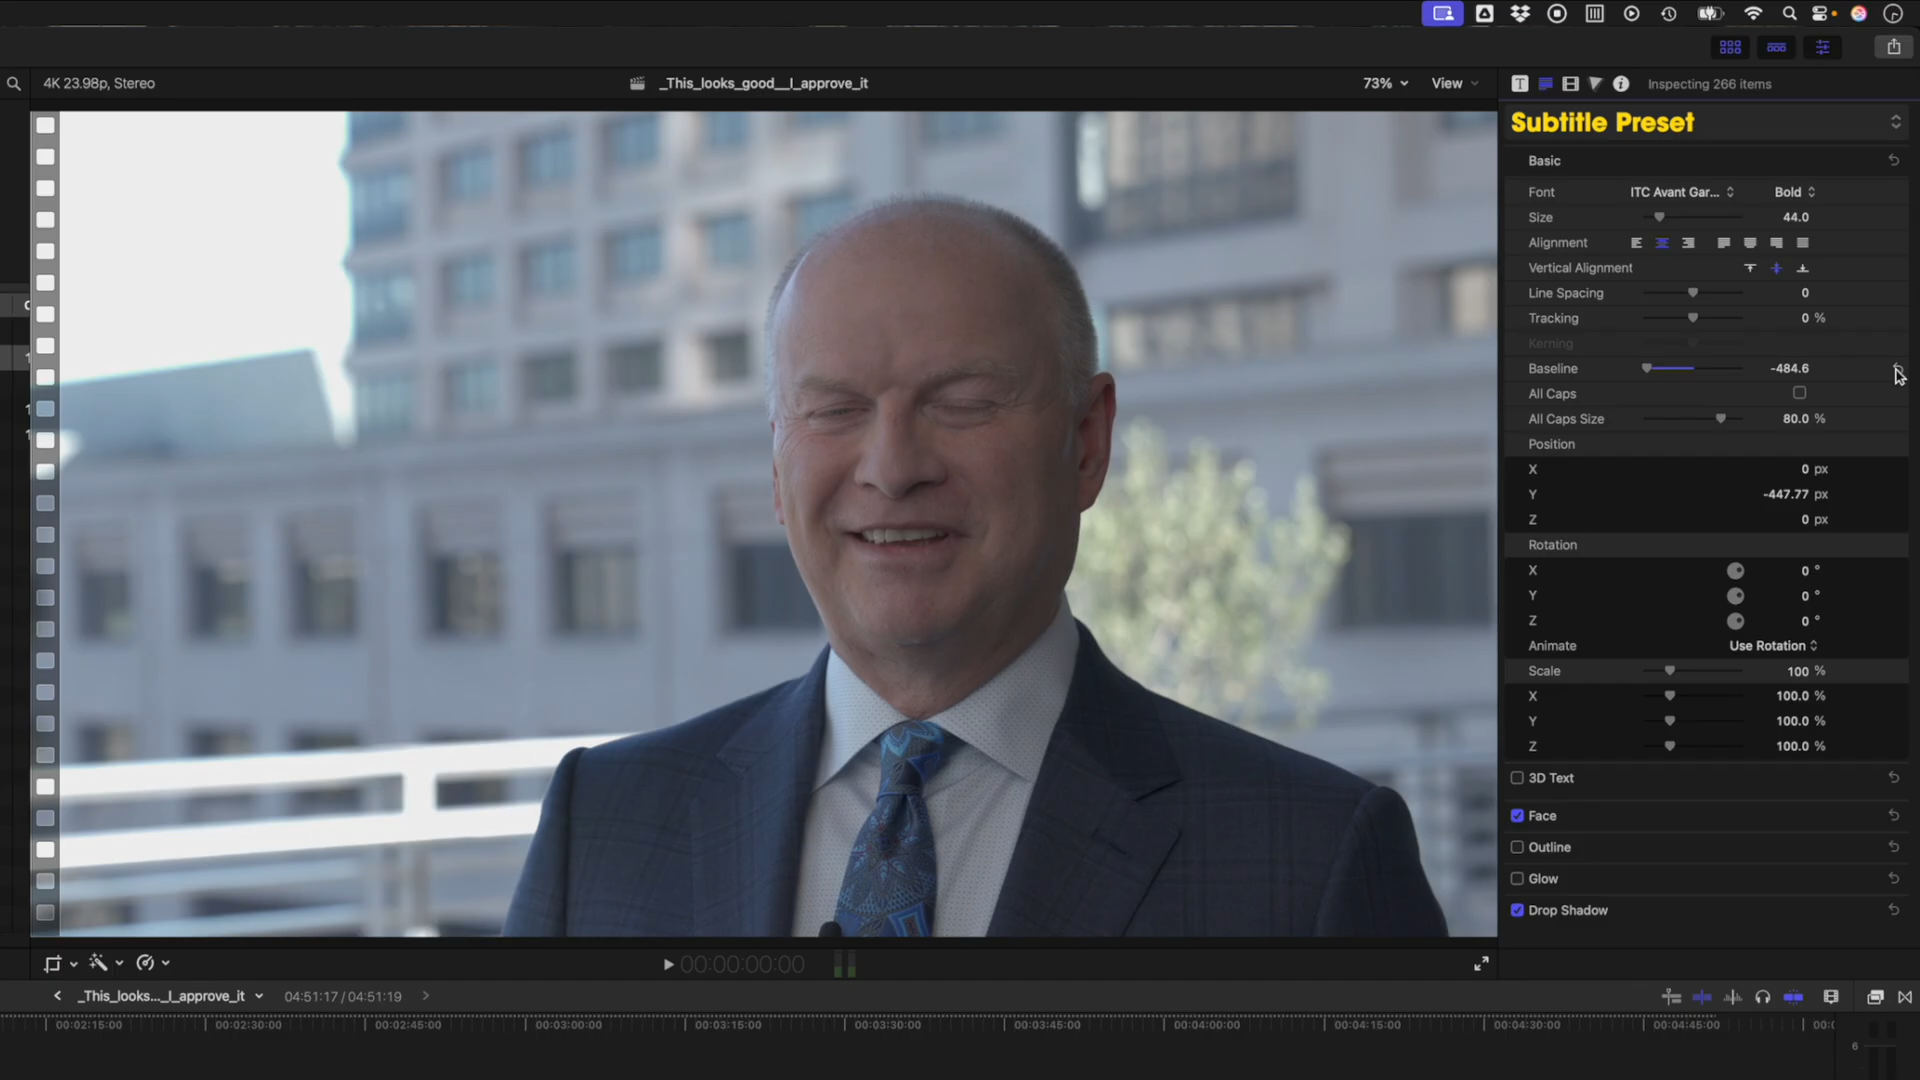 4K 23.98p, Stereo
_This_looks_good__I_approve_it
73%
View
Inspecting 266 items
Subtitle Preset
Basic
Font ITC Avant Gar... Bold
Size 44.0
Alignment
Vertical Alignment
Line Spacing 0
Tracking 0 %
Kerning
Baseline -484.6
All Caps
All Caps Size 80.0 %
Position
X 0 px
Y -447.77 px
Z 0 px
Rotation
X 0 °
Y 0 °
Z 0 °
Animate Use Rotation
Scale 100 %
X 100.0 %
Y 100.0 %
Z 100.0 %
3D Text
Face
Outline
Glow
Drop Shadow
00:00:00:00
_This_looks..._I_approve_it
04:51:17 / 04:51:19
00:02:15:00 00:02:30:00 00:02:45:00 00:03:00:00 00:03:15:00 00:03:30:00 00:03:45:00 00:04:00:00 00:04:15:00 00:04:30:00 00:04:45:00
6